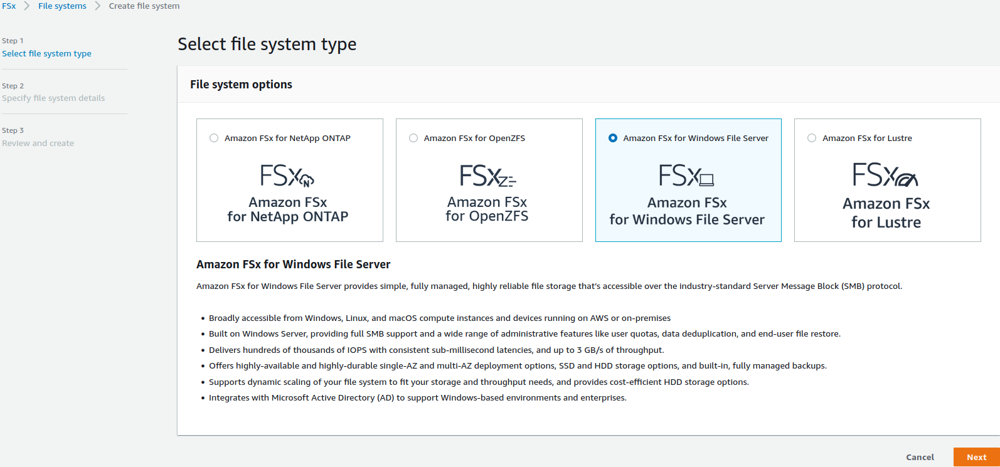 FSx > File systems > Create file system
Step 1
Select file system type
Step 2
Specify file system details
Step 3
Review and create
Select file system type
File system options
Amazon FSx for NetApp ONTAP
FSx N
Amazon FSx
for NetApp ONTAP
Amazon FSx for OpenZFS
FSx Z
Amazon FSx
for OpenZFS
Amazon FSx for Windows File Server
FSx
Amazon FSx
for Windows File Server
Amazon FSx for Lustre
FSx
Amazon FSx
for Lustre
Amazon FSx for Windows File Server
Amazon FSx for Windows File Server provides simple, fully managed, highly reliable file storage that's accessible over the industry-standard Server Message Block (SMB) protocol.
• Broadly accessible from Windows, Linux, and macOS compute instances and devices running on AWS or on-premises
• Built on Windows Server, providing full SMB support and a wide range of administrative features like user quotas, data deduplication, and end-user file restore.
• Delivers hundreds of thousands of IOPS with consistent sub-millisecond latencies, and up to 3 GB/s of throughput.
• Offers highly-available and highly-durable single-AZ and multi-AZ deployment options, SSD and HDD storage options, and built-in, fully managed backups.
• Supports dynamic scaling of your file system to fit your storage and throughput needs, and provides cost-efficient HDD storage options.
• Integrates with Microsoft Active Directory (AD) to support Windows-based environments and enterprises.
Cancel
Next